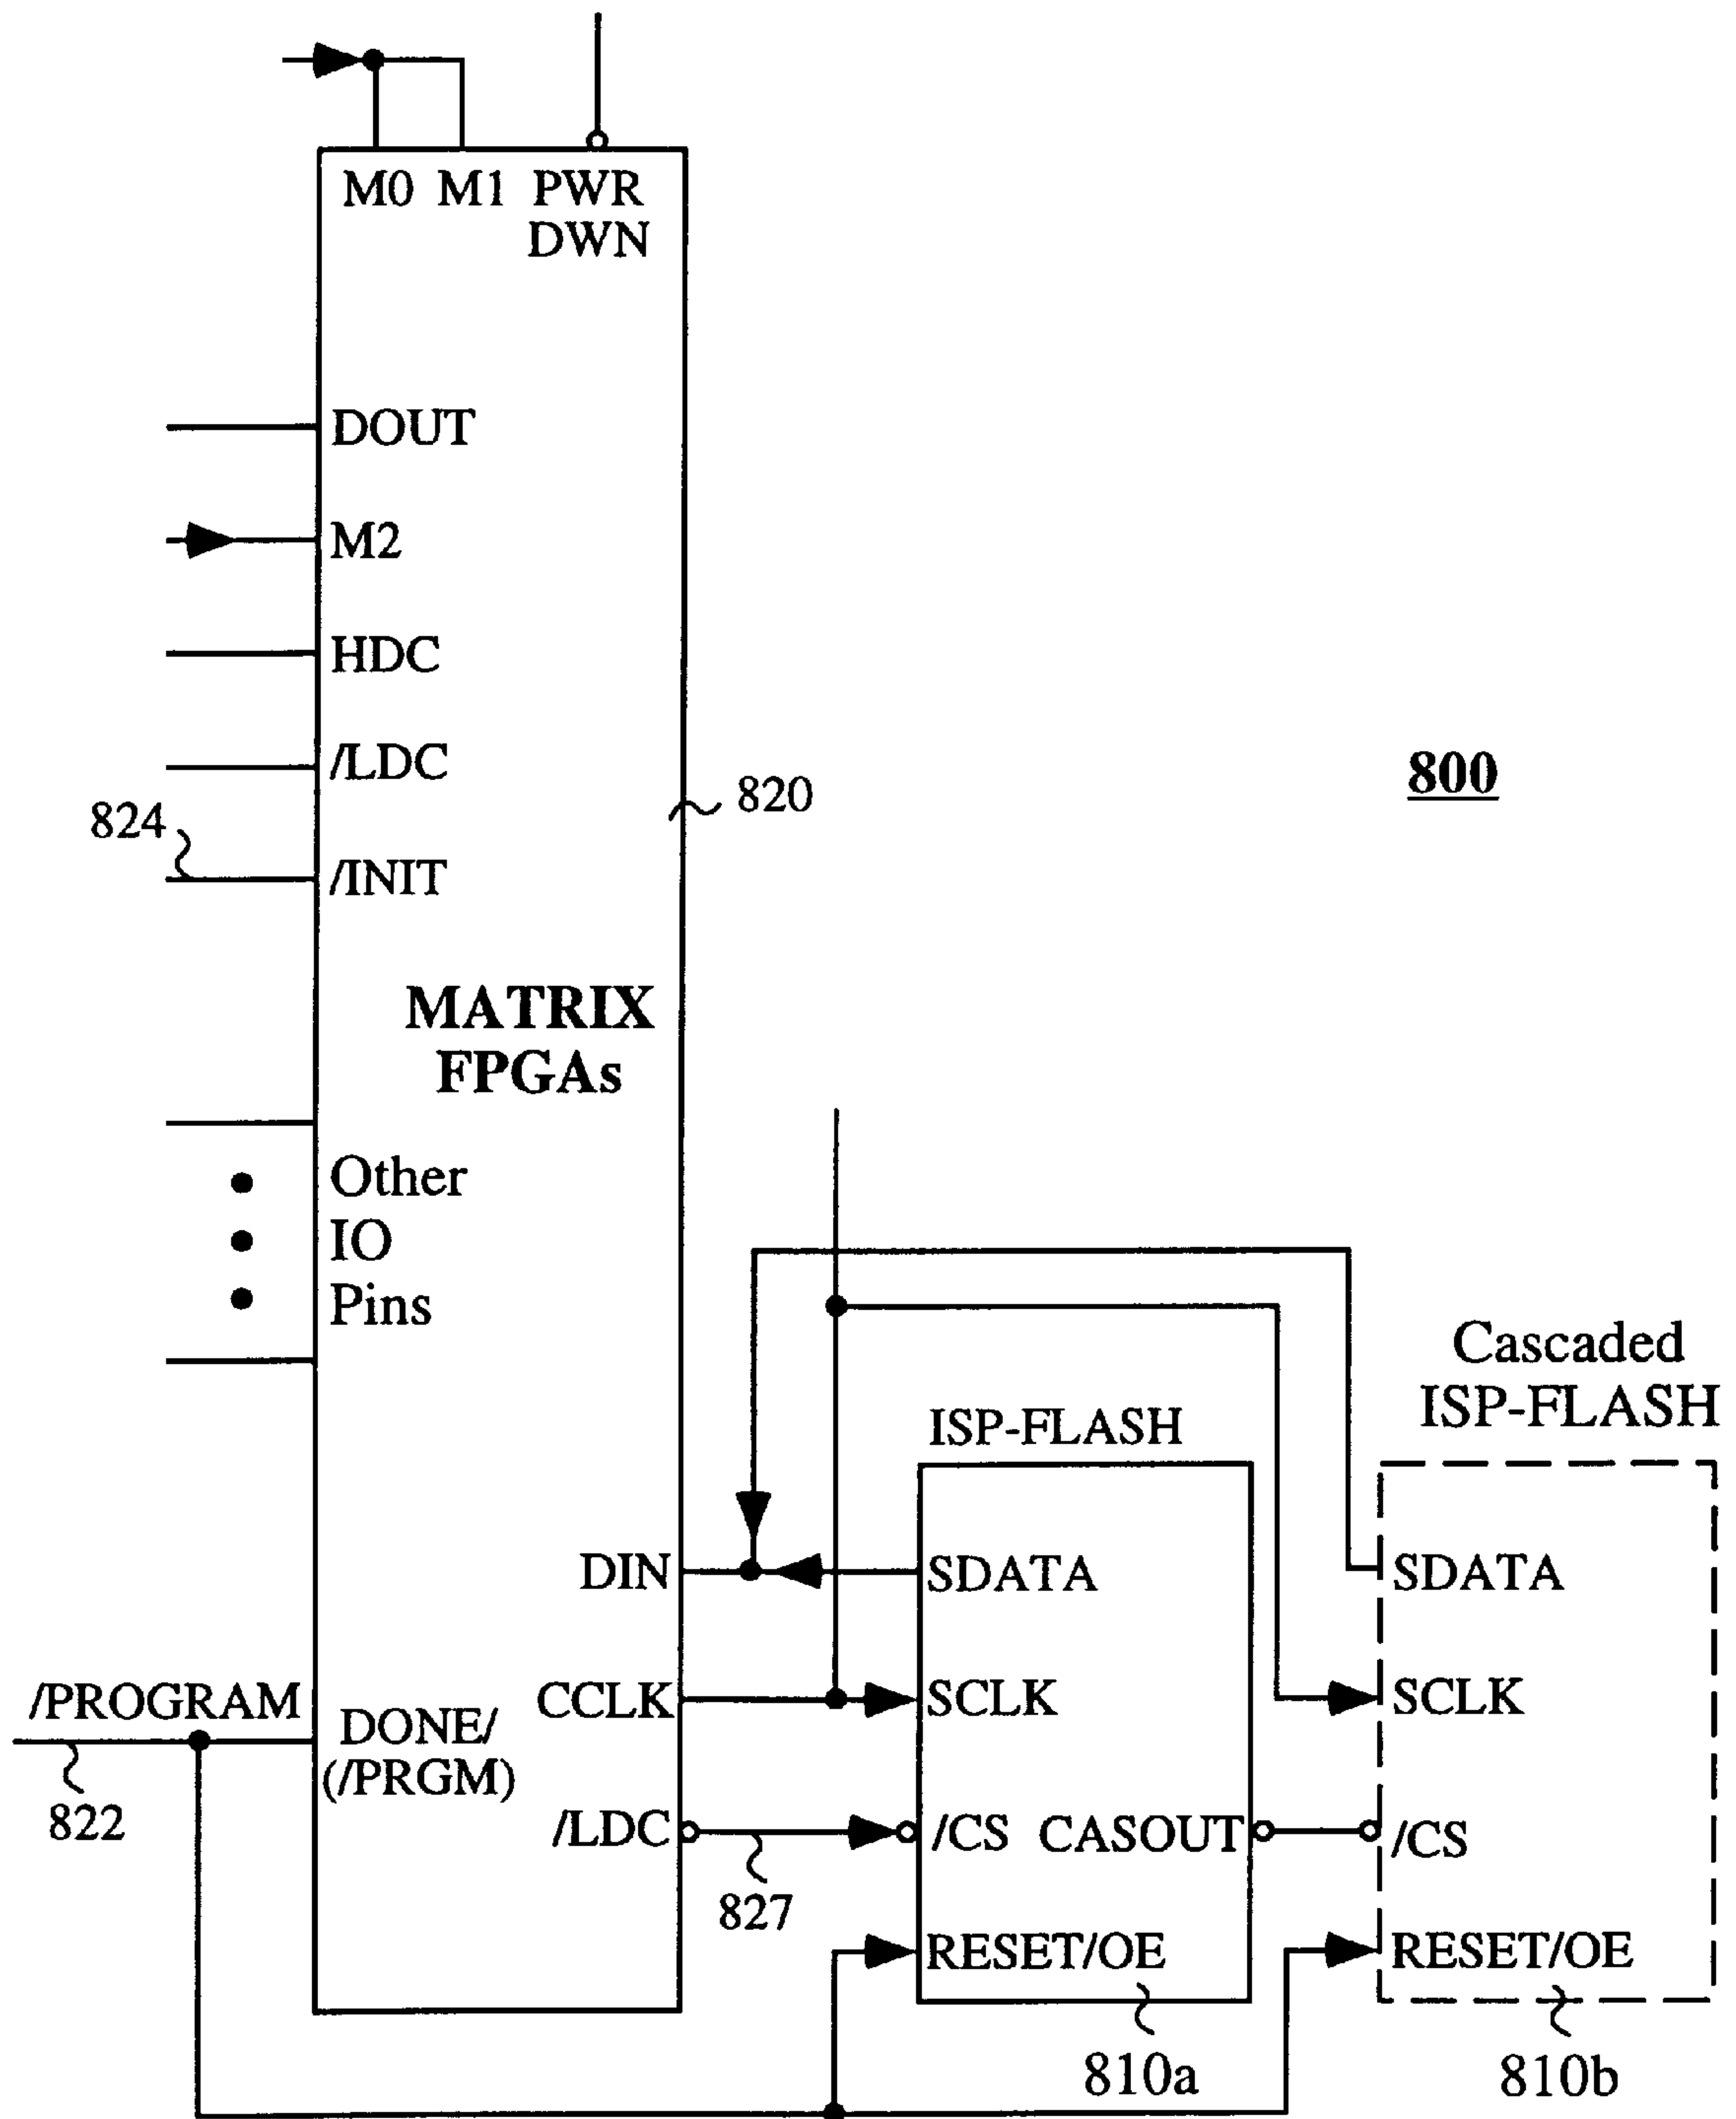 M0 M1 PWR
DWN
DOUT
M2
HDC
/LDC
820
800
824
/INIT
MATRIX
FPGAs
Other
IO
Pins
Cascaded
ISP-FLASH
ISP-FLASH
DIN
SDATA
SDATA
/PROGRAM
CCLK
SCLK
SCLK
DONE/
(/PRGM)
822
/LDC
/CS
CASOUT
/CS
827
RESET/OE
RESET/OE
810a
810b